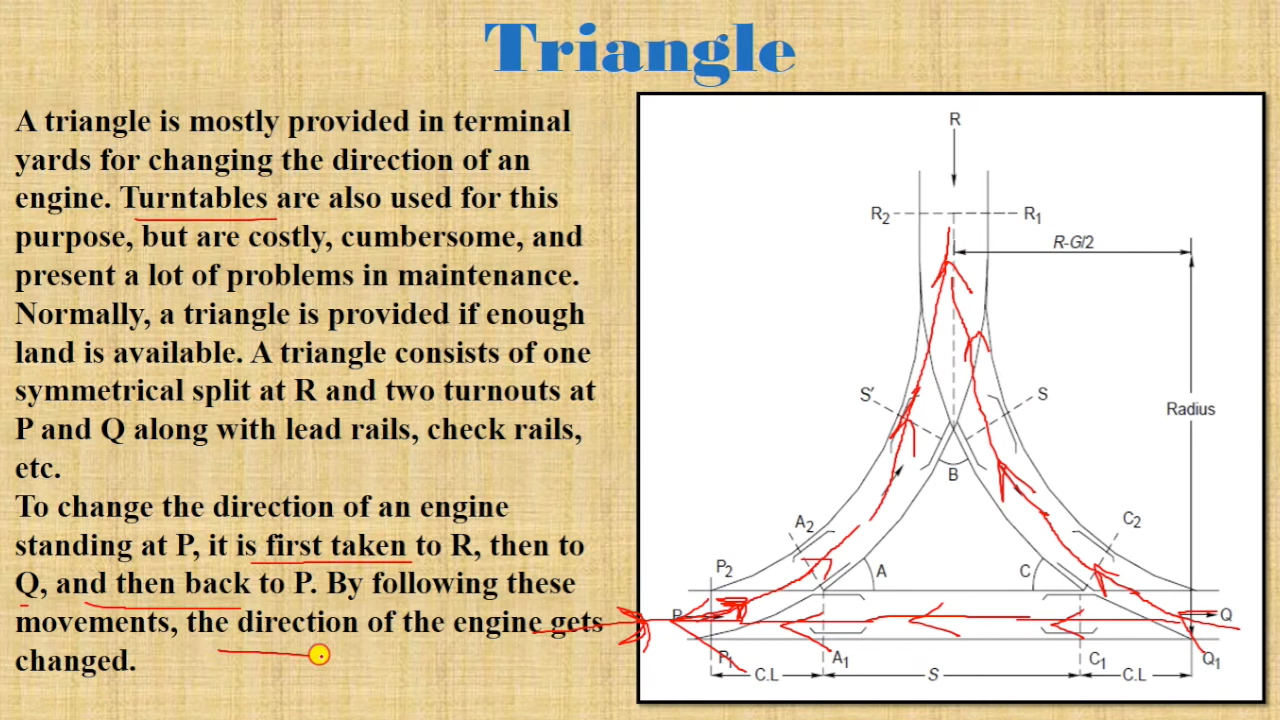 Triangle
A triangle is mostly provided in terminal
yards for changing the direction of an
engine. Turntables are also used for this
purpose, but are costly, cumbersome, and
present a lot of problems in maintenance.
Normally, a triangle is provided if enough
land is available. A triangle consists of one
symmetrical split at R and two turnouts at
P and Q along with lead rails, check rails,
etc.
To change the direction of an engine
standing at P, it is first taken to R, then to
Q, and then back to P. By following these
movements, the direction of the engine gets
changed.
R
R2 R1
R-G/2
S′ S
Radius
B
A2 C2
P2 A C
P Q
P1 A1 C1 Q1
C.L S C.L